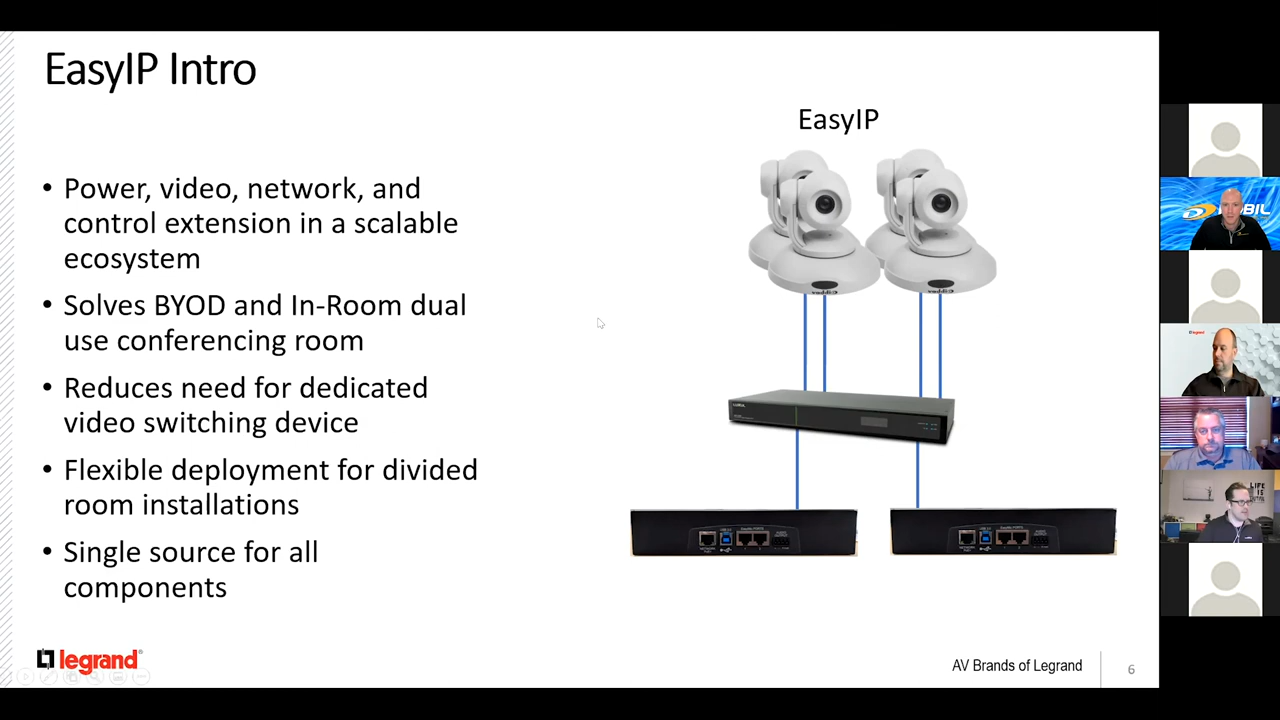 EasyIP Intro
EasyIP
• Power, video, network, and
control extension in a scalable
ecosystem
• Solves BYOD and In-Room dual
use conferencing room
• Reduces need for dedicated
video switching device
• Flexible deployment for divided
room installations
• Single source for all
components
legrand
AV Brands of Legrand
6